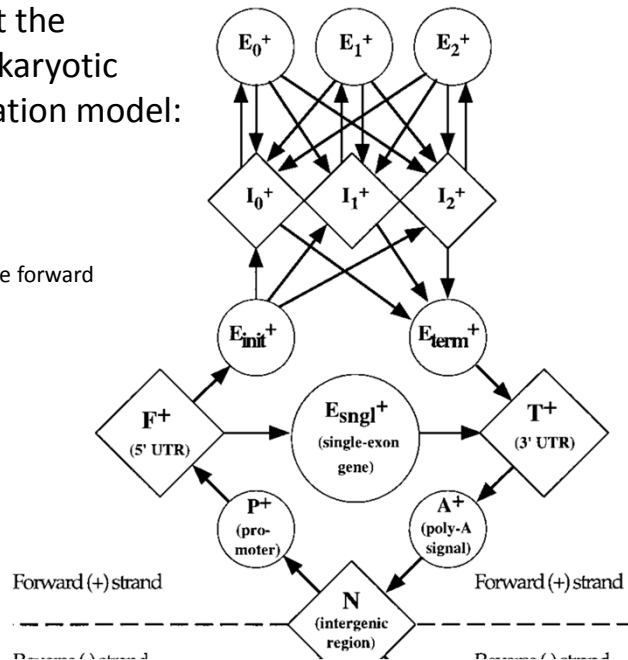 t the
karyotic
ation model:
e forward
E₀⁺ E₁⁺ E₂⁺
I₀⁺ I₁⁺ I₂⁺
Einit⁺ Eterm⁺
F⁺
(5' UTR)
Esngl⁺
(single-exon
gene)
T⁺
(3' UTR)
P⁺
(pro-
moter)
A⁺
(poly-A
signal)
Forward (+) strand Forward (+) strand
N
(intergenic
region)